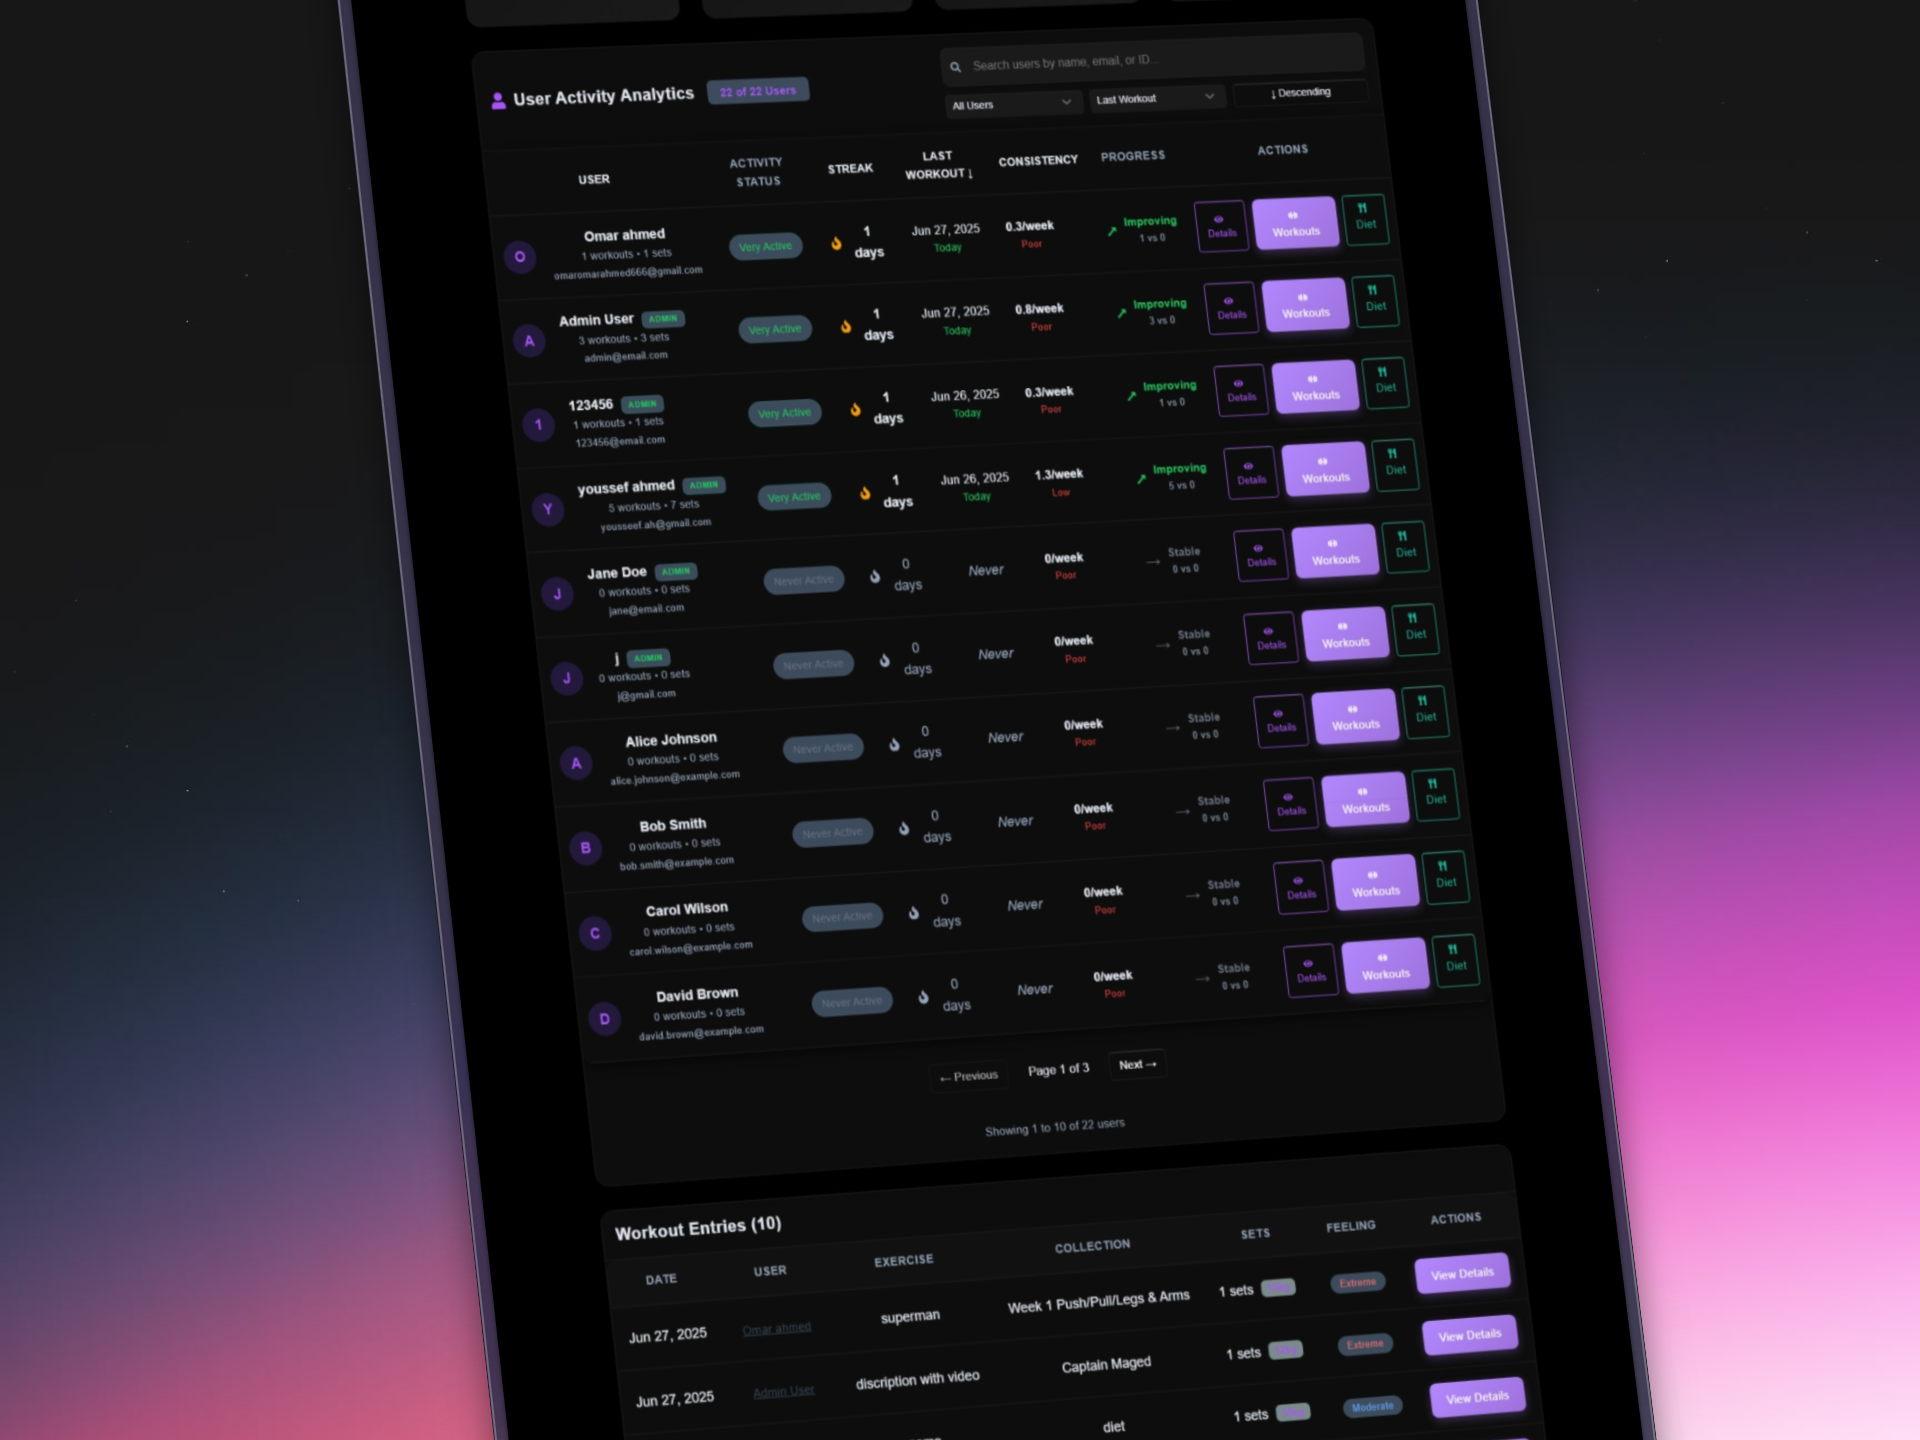 User Activity Analytics
22 of 22 Users
Search users by name, email, or ID...
All Users
Last Workout
↓ Descending
USER
ACTIVITY STATUS
STREAK
LAST WORKOUT ↓
CONSISTENCY
PROGRESS
ACTIONS
O
Omar ahmed
1 workouts • 1 sets
omaromarahmed666@gmail.com
Very Active
1 days
Jun 27, 2025
Today
0.3/week
Poor
↗ Improving
1 vs 0
Details
Workouts
Diet
A
Admin User ADMIN
3 workouts • 3 sets
admin@email.com
Very Active
1 days
Jun 27, 2025
Today
0.8/week
Poor
↗ Improving
3 vs 0
Details
Workouts
Diet
1
123456 ADMIN
1 workouts • 1 sets
123456@email.com
Very Active
1 days
Jun 26, 2025
Today
0.3/week
Poor
↗ Improving
1 vs 0
Details
Workouts
Diet
Y
youssef ahmed ADMIN
5 workouts • 7 sets
yousseef.ah@gmail.com
Very Active
1 days
Jun 26, 2025
Today
1.3/week
Low
↗ Improving
5 vs 0
Details
Workouts
Diet
J
Jane Doe ADMIN
0 workouts • 0 sets
jane@email.com
Never Active
0 days
Never
0/week
Poor
→ Stable
0 vs 0
Details
Workouts
Diet
J
j ADMIN
0 workouts • 0 sets
j@gmail.com
Never Active
0 days
Never
0/week
Poor
→ Stable
0 vs 0
Details
Workouts
Diet
A
Alice Johnson
0 workouts • 0 sets
alice.johnson@example.com
Never Active
0 days
Never
0/week
Poor
→ Stable
0 vs 0
Details
Workouts
Diet
B
Bob Smith
0 workouts • 0 sets
bob.smith@example.com
Never Active
0 days
Never
0/week
Poor
→ Stable
0 vs 0
Details
Workouts
Diet
C
Carol Wilson
0 workouts • 0 sets
carol.wilson@example.com
Never Active
0 days
Never
0/week
Poor
→ Stable
0 vs 0
Details
Workouts
Diet
D
David Brown
0 workouts • 0 sets
david.brown@example.com
Never Active
0 days
Never
0/week
Poor
→ Stable
0 vs 0
Details
Workouts
Diet
← Previous
Page 1 of 3
Next →
Showing 1 to 10 of 22 users
Workout Entries (10)
DATE
USER
EXERCISE
COLLECTION
SETS
FEELING
ACTIONS
Jun 27, 2025
Omar ahmed
superman
Week 1 Push/Pull/Legs & Arms
1 sets
Extreme
View Details
Jun 27, 2025
Admin User
discription with video
Captain Maged
1 sets
Extreme
View Details
diet
1 sets
Moderate
View Details